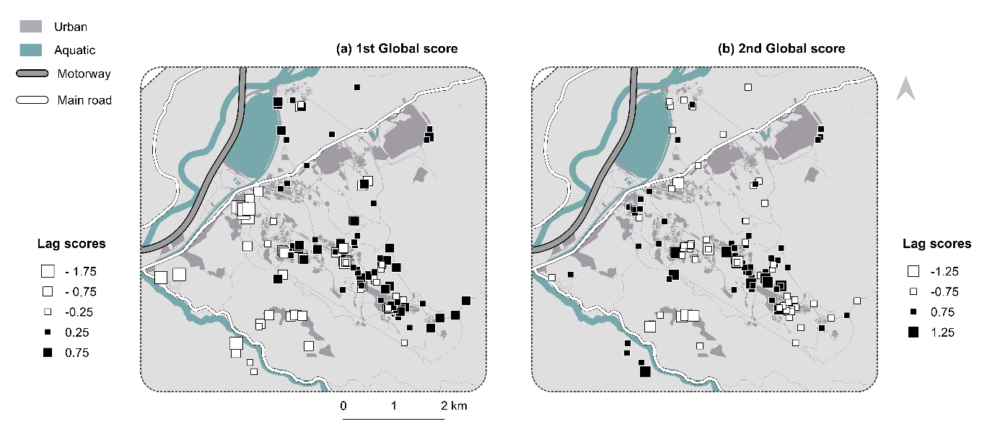 Urban
Aquatic
Motorway
Main road
(a) 1st Global score
(b) 2nd Global score
Lag scores
- 1.75
- 0,75
-0.25
0.25
0.75
Lag scores
-1.25
-0.75
0.75
1.25
0 1 2 km